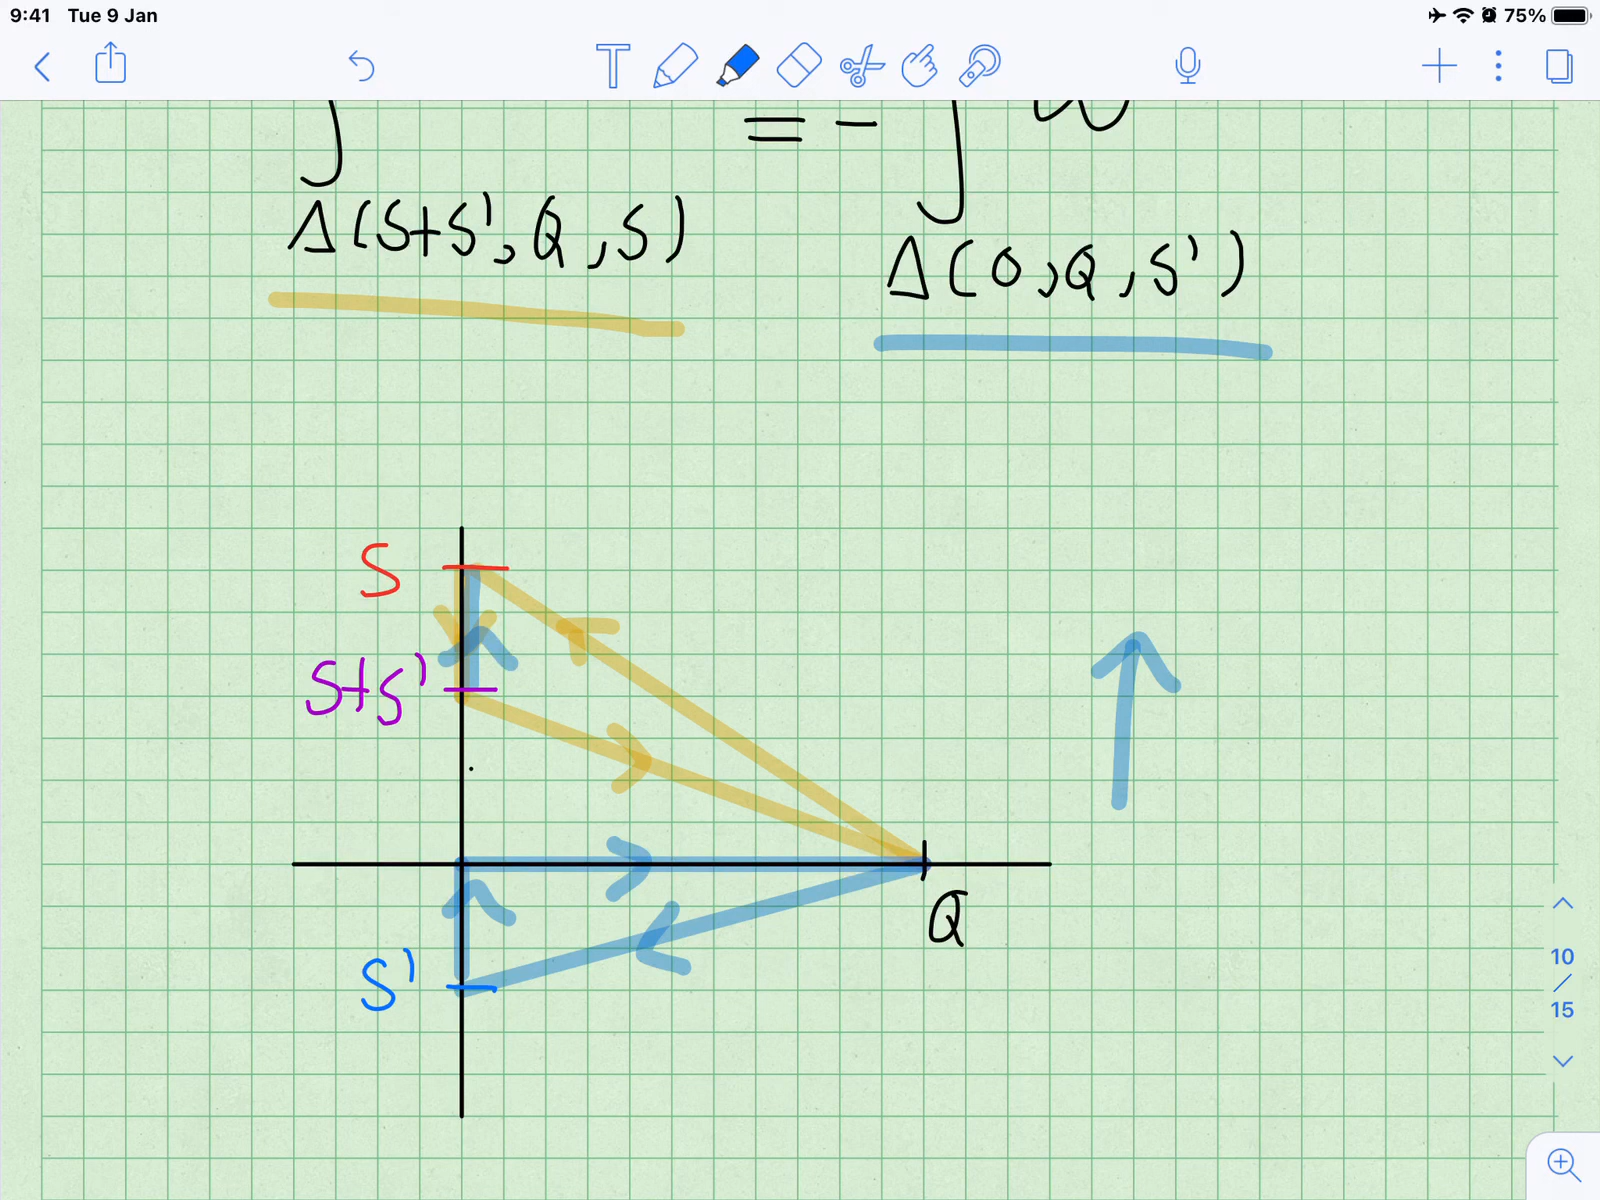 9:41 Tue 9 Jan 75%
T
∫ = - ∫ ω
Δ(S+S', Q, S)
Δ(0, Q, S')
S
S+S'
Q
S'
10
/
15